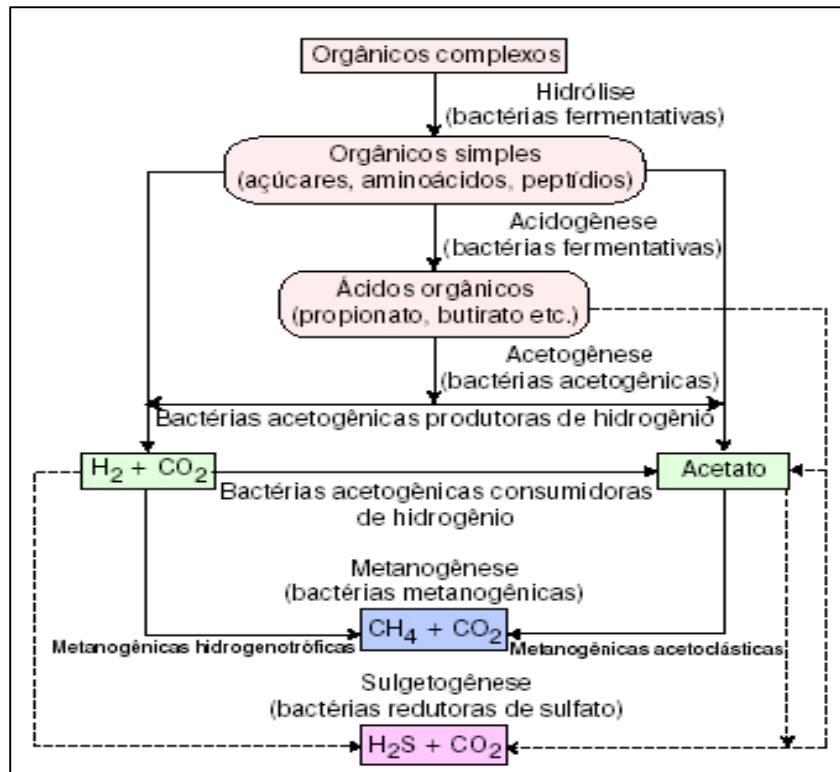 Orgânicos complexos
Hidrólise
(bactérias fermentativas)
Orgânicos simples
(açúcares, aminoácidos, peptídios)
Acidogênese
(bactérias fermentativas)
Ácidos orgânicos
(propionato, butirato etc.)
Acetogênese
(bactérias acetogênicas)
Bactérias acetogênicas produtoras de hidrogênio
H2 + CO2
Acetato
Bactérias acetogênicas consumidoras
de hidrogênio
Metanogênese
(bactérias metanogênicas)
CH4 + CO2
Metanogênicas hidrogenotróficas
Metanogênicas acetoclásticas
Sulgetogênese
(bactérias redutoras de sulfato)
H2S + CO2